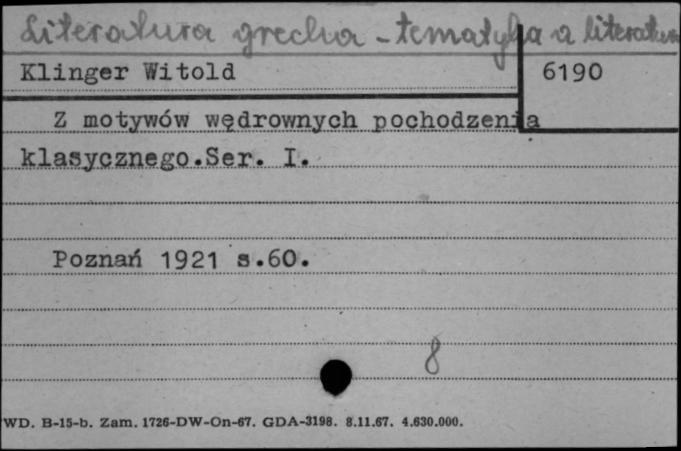 Literatura grecka - tematyka a literatura
Klinger Witold 6190
Z motywów wędrownych pochodzenia
klasycznego.Ser. I.
Poznań 1921 s.60.
8
WD. B-15-b. Zam. 1726-DW-On-67. GDA-3198. 8.11.67. 4.630.000.